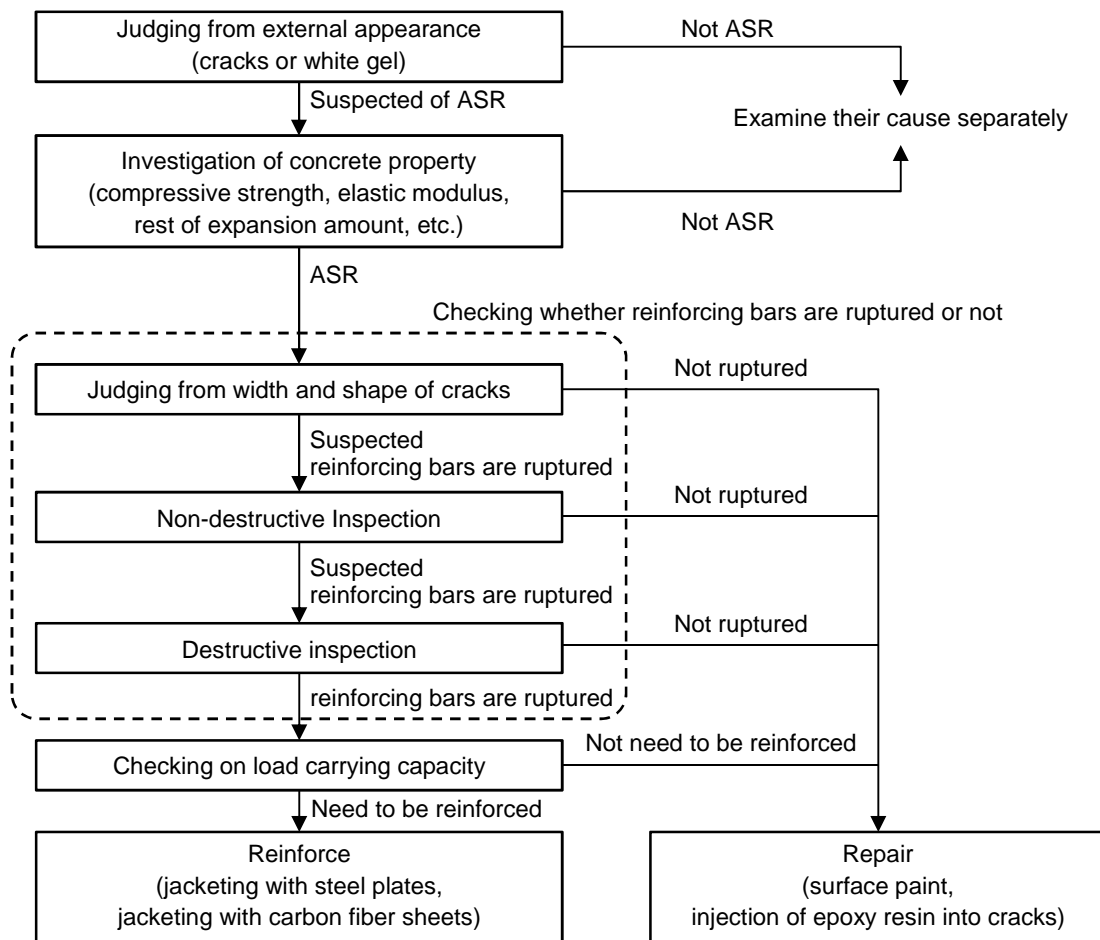 Judging from external appearance
(cracks or white gel)
Not ASR
Suspected of ASR
Examine their cause separately
Investigation of concrete property
(compressive strength, elastic modulus,
rest of expansion amount, etc.)
Not ASR
ASR
Checking whether reinforcing bars are ruptured or not
Judging from width and shape of cracks
Not ruptured
Suspected
reinforcing bars are ruptured
Non-destructive Inspection
Not ruptured
Suspected
reinforcing bars are ruptured
Destructive inspection
Not ruptured
reinforcing bars are ruptured
Checking on load carrying capacity
Not need to be reinforced
Need to be reinforced
Reinforce
(jacketing with steel plates,
jacketing with carbon fiber sheets)
Repair
(surface paint,
injection of epoxy resin into cracks)